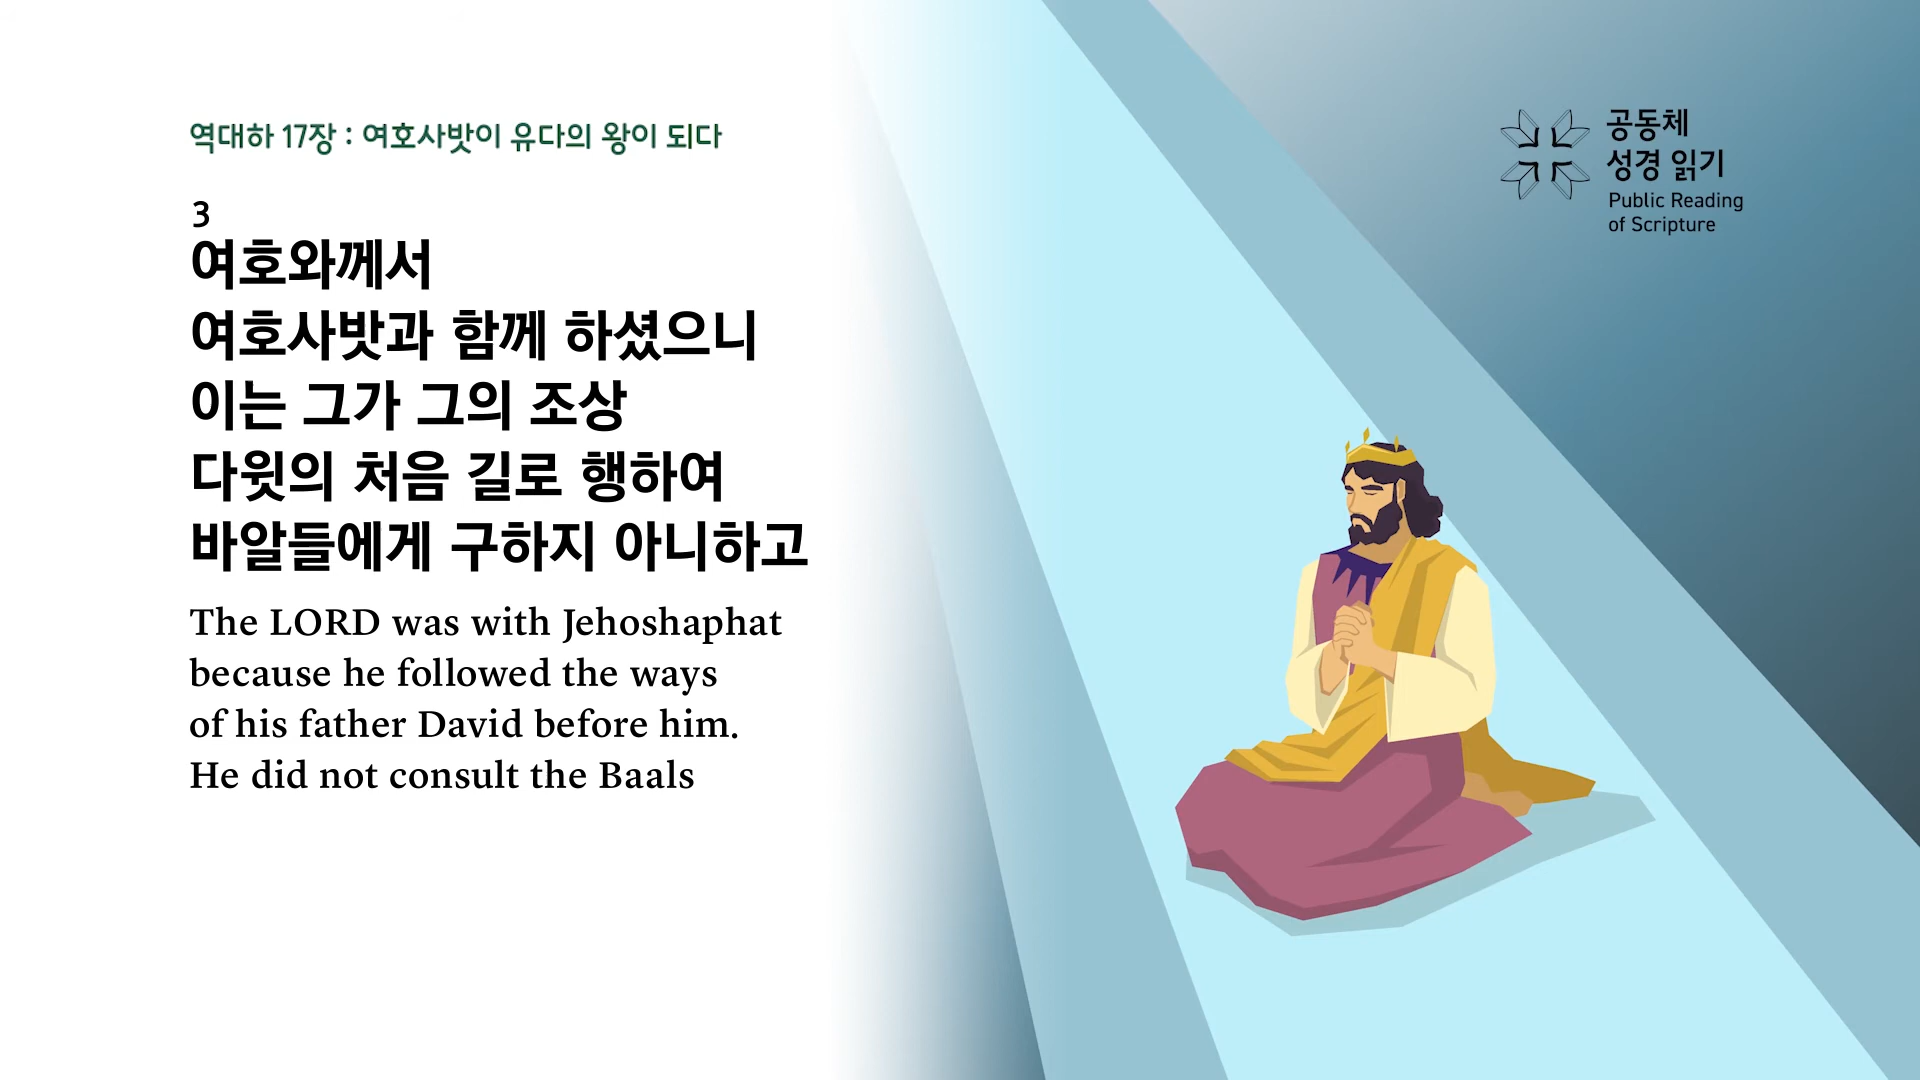 역대하 17장 : 여호사밧이 유다의 왕이 되다
3
여호와께서
여호사밧과 함께 하셨으니
이는 그가 그의 조상
다윗의 처음 길로 행하여
바알들에게 구하지 아니하고
The LORD was with Jehoshaphat
because he followed the ways
of his father David before him.
He did not consult the Baals
공동체
성경 읽기
Public Reading
of Scripture